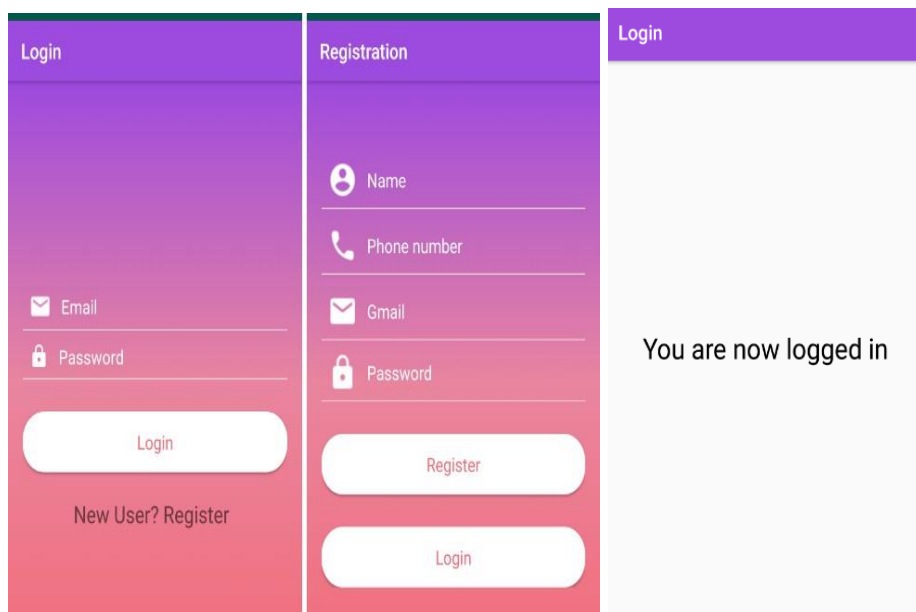 Login
Email
Password
Login
New User? Register
Registration
Name
Phone number
Gmail
Password
Register
Login
Login
You are now logged in